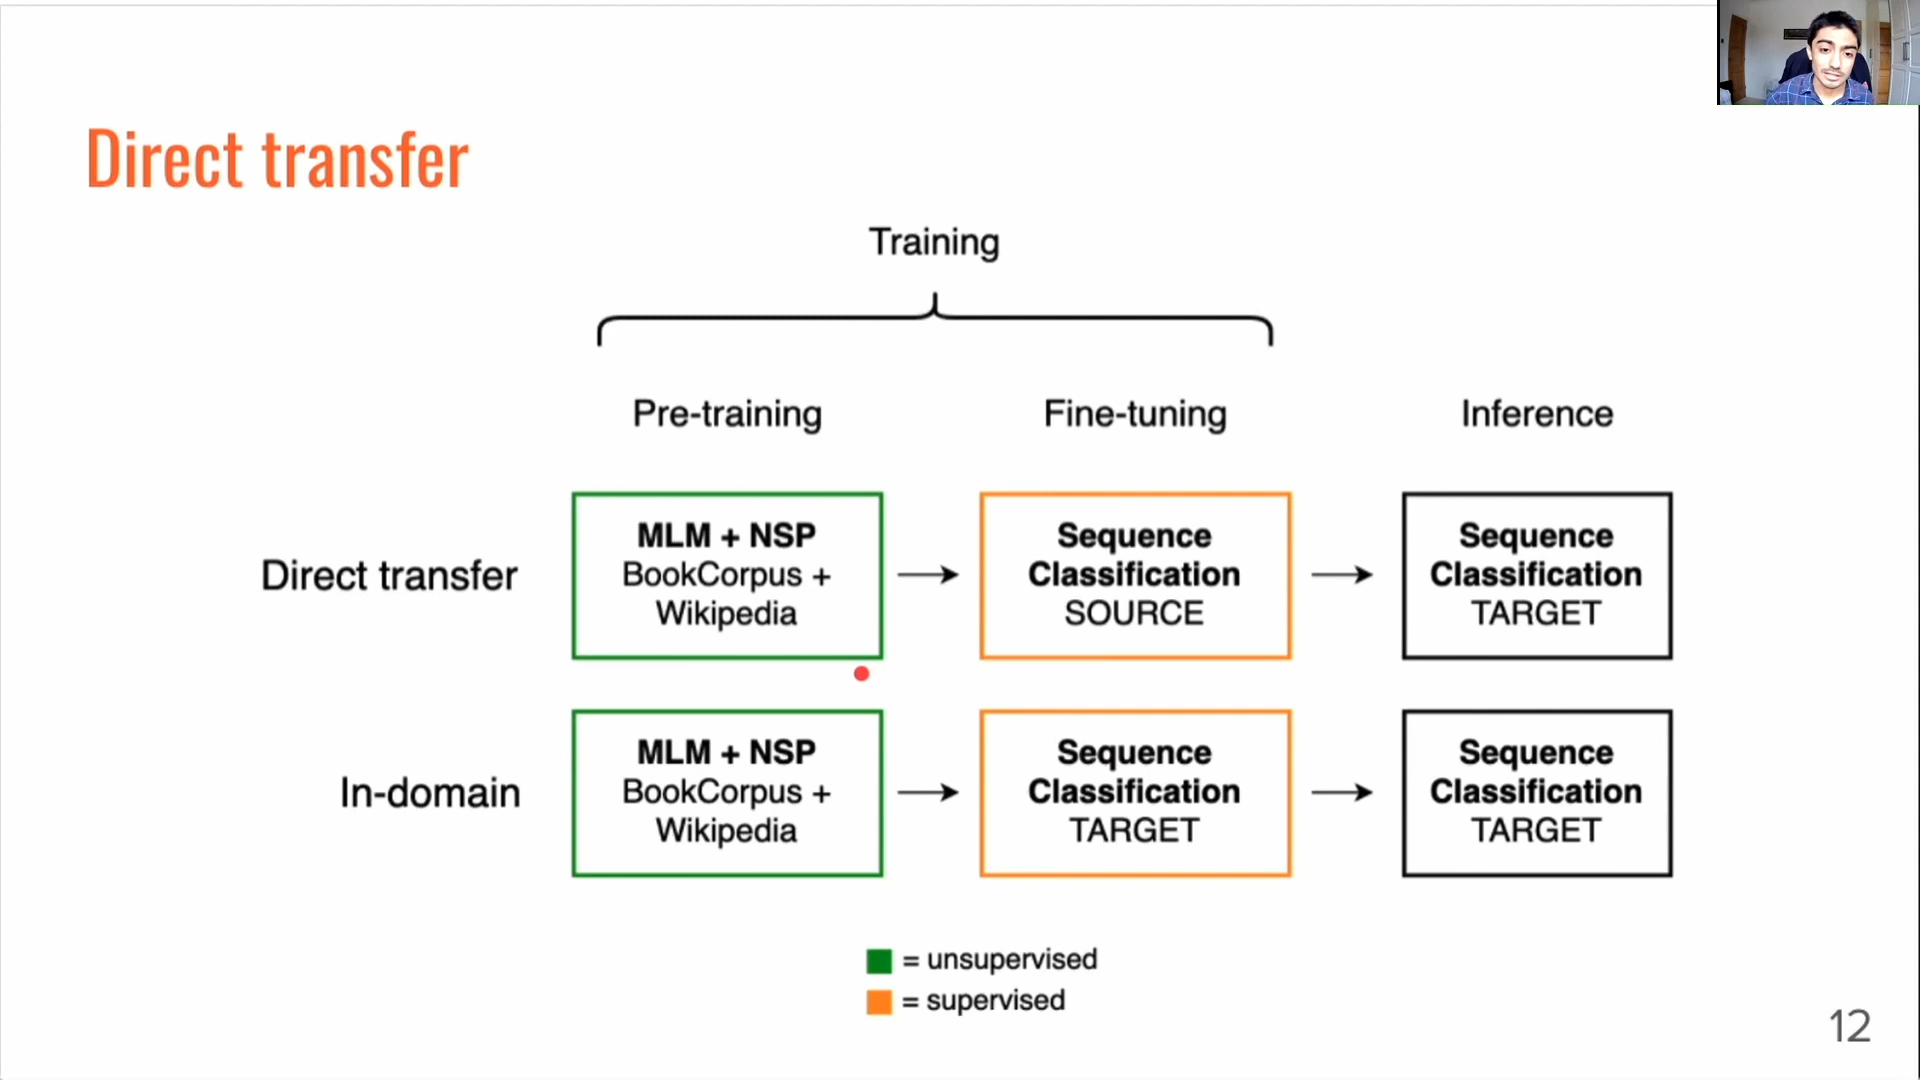 Direct transfer
Training
Pre-training
Fine-tuning
Inference
Direct transfer
MLM + NSP
BookCorpus +
Wikipedia
Sequence
Classification
SOURCE
Sequence
Classification
TARGET
In-domain
MLM + NSP
BookCorpus +
Wikipedia
Sequence
Classification
TARGET
Sequence
Classification
TARGET
= unsupervised
= supervised
12